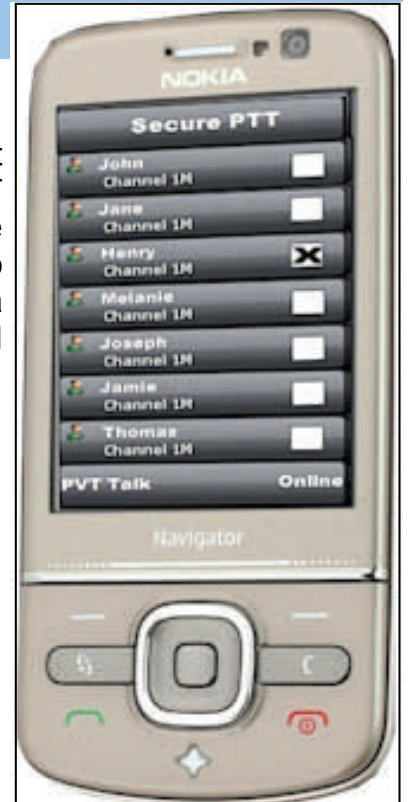 NOKIA
Secure PTT
John
Channel 1M
Jane
Channel 1M
Henry
Channel 1M
Melanie
Channel 1M
Joseph
Channel 1M
Jamie
Channel 1M
Thomas
Channel 1M
PVT Talk Online
Navigator